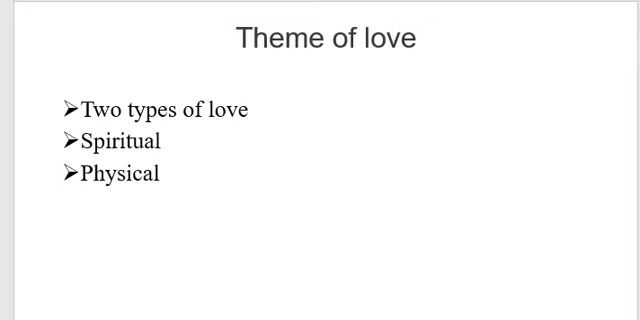 Theme of love
➢Two types of love
➢Spiritual
➢Physical